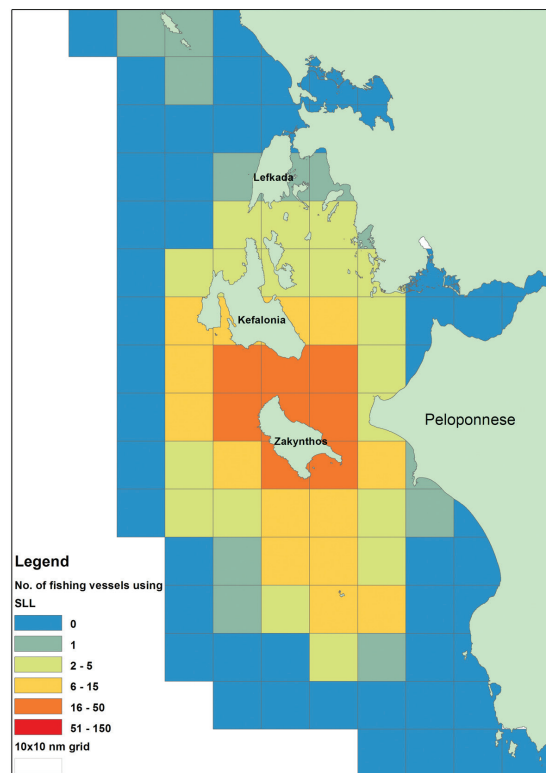 Lefkada
Kefalonia
Zakynthos
Peloponnese
Legend
No. of fishing vessels using
SLL
0
1
2 - 5
6 - 15
16 - 50
51 - 150
10x10 nm grid